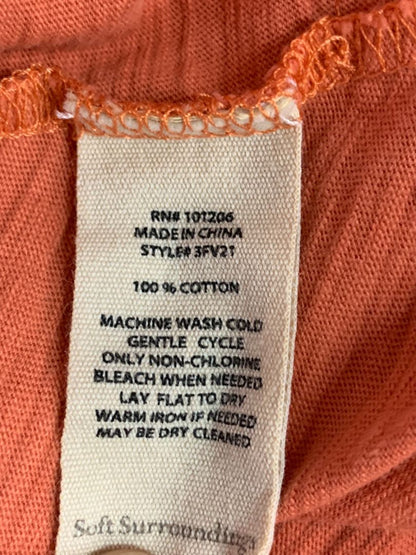 RN# 101206
MADE IN CHINA
STYLE# 3FV21
100 % COTTON
MACHINE WASH COLD
GENTLE CYCLE
ONLY NON-CHLORINE
BLEACH WHEN NEEDED
LAY FLAT TO DRY
WARM IRON IF NEEDED
MAY BE DRY CLEANED
Soft Surroundings